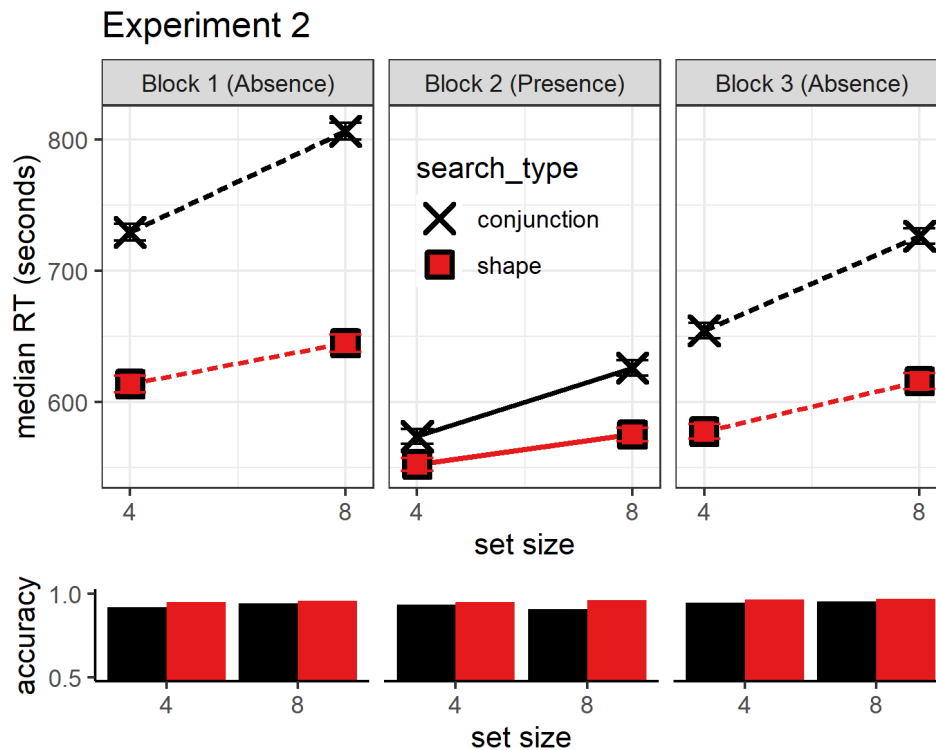 Experiment 2
Block 1 (Absence) Block 2 (Presence) Block 3 (Absence)
median RT (seconds)
800
700
600
search_type
conjunction
shape
4 8 4 8 4 8
set size
accuracy
1.0
0.5
4 8 4 8 4 8
set size